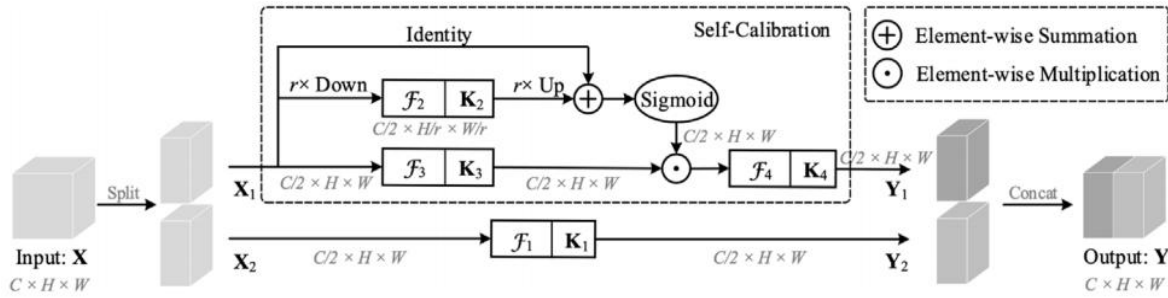 Self-Calibration
Identity
r× Down
ℱ₂ K₂
r× Up
Sigmoid
C/2 × H/r × W/r
C/2 × H × W
X₁
C/2 × H × W
ℱ₃ K₃
C/2 × H × W
ℱ₄ K₄
C/2 × H × W
Y₁
Split
Input: X
C × H × W
X₂
C/2 × H × W
ℱ₁ K₁
C/2 × H × W
Y₂
Concat
Output: Y
C × H × W
+ Element-wise Summation
· Element-wise Multiplication